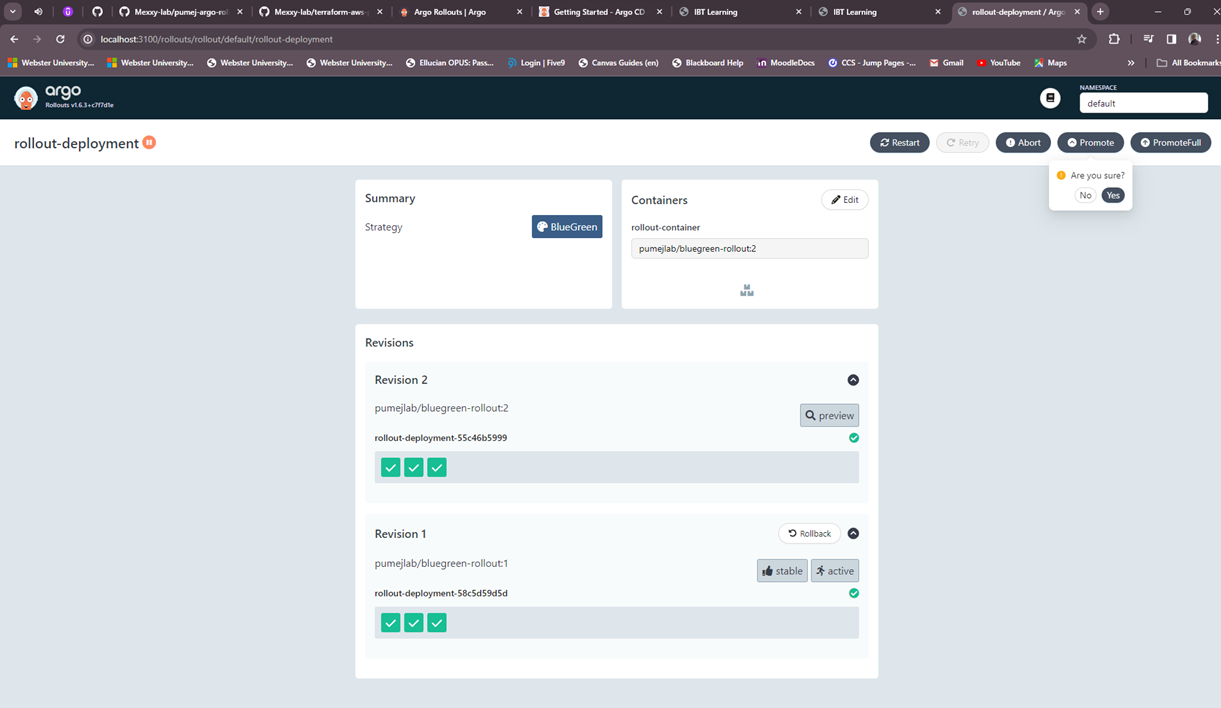 Mexxy-lab/pumej-argo-rol
Mexxy-lab/terraform-aws-
Argo Rollouts | Argo
Getting Started - Argo CD
IBT Learning
IBT Learning
rollout-deployment / Argo
localhost:3100/rollouts/rollout/default/rollout-deployment
Webster University...
Webster University...
Webster University...
Webster University...
Ellucian OPUS: Pass...
Login | Five9
Canvas Guides (en)
Blackboard Help
MoodleDocs
CCS - Jump Pages -...
Gmail
YouTube
Maps
»
All Bookmarks
argo
Rollouts v1.6.3+c7f7d1e
NAMESPACE
default
rollout-deployment
Restart
Retry
Abort
Promote
PromoteFull
Are you sure?
No
Yes
Summary
Strategy
BlueGreen
Containers
Edit
rollout-container
pumejlab/bluegreen-rollout:2
Revisions
Revision 2
pumejlab/bluegreen-rollout:2
preview
rollout-deployment-55c46b5999
Revision 1
Rollback
pumejlab/bluegreen-rollout:1
stable
active
rollout-deployment-58c5d59d5d